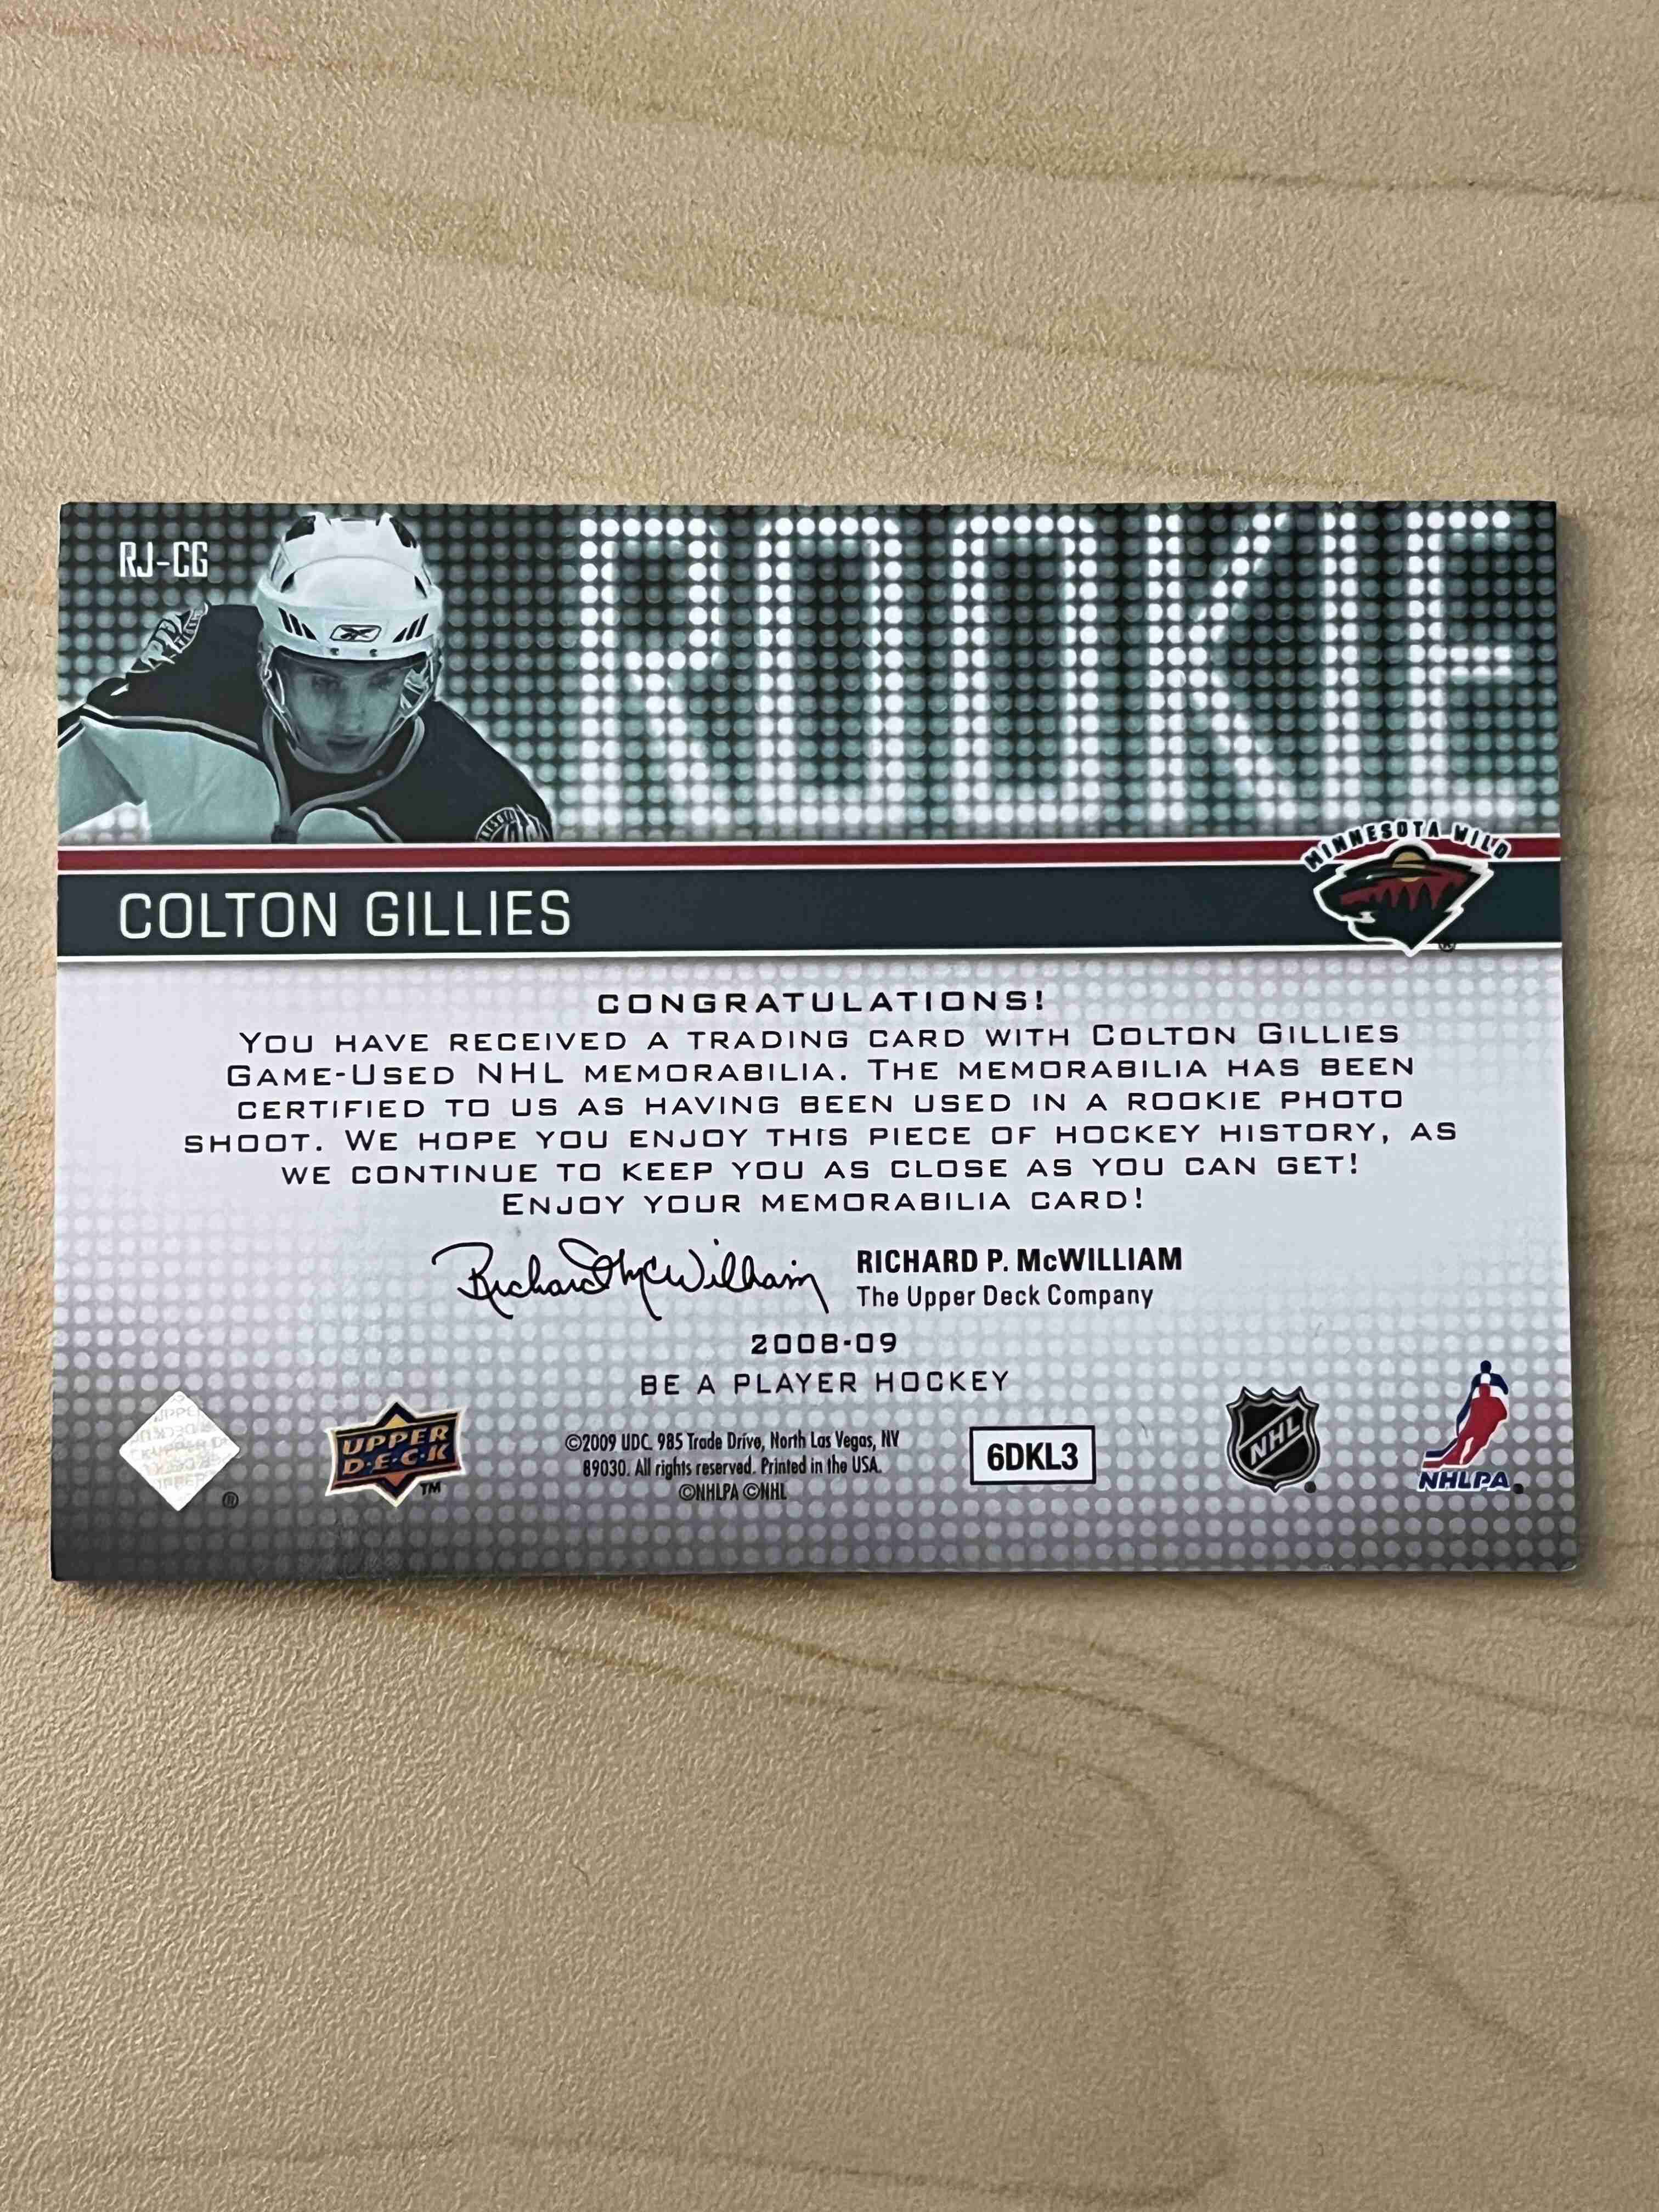 RJ-CG
ROOKIE
MINNESOTA WILD
COLTON GILLIES
CONGRATULATIONS!
YOU HAVE RECEIVED A TRADING CARD WITH COLTON GILLIES
GAME-USED NHL MEMORABILIA. THE MEMORABILIA HAS BEEN
CERTIFIED TO US AS HAVING BEEN USED IN A ROOKIE PHOTO
SHOOT. WE HOPE YOU ENJOY THIS PIECE OF HOCKEY HISTORY, AS
WE CONTINUE TO KEEP YOU AS CLOSE AS YOU CAN GET!
ENJOY YOUR MEMORABILIA CARD!
Richard McWilliam
RICHARD P. McWILLIAM
The Upper Deck Company
2008-09
BE A PLAYER HOCKEY
UPPER
D·E·C·K
™
®
©2009 UDC. 985 Trade Drive, North Las Vegas, NV
89030. All rights reserved. Printed in the USA.
©NHLPA ©NHL
6DKL3
NHL
NHLPA